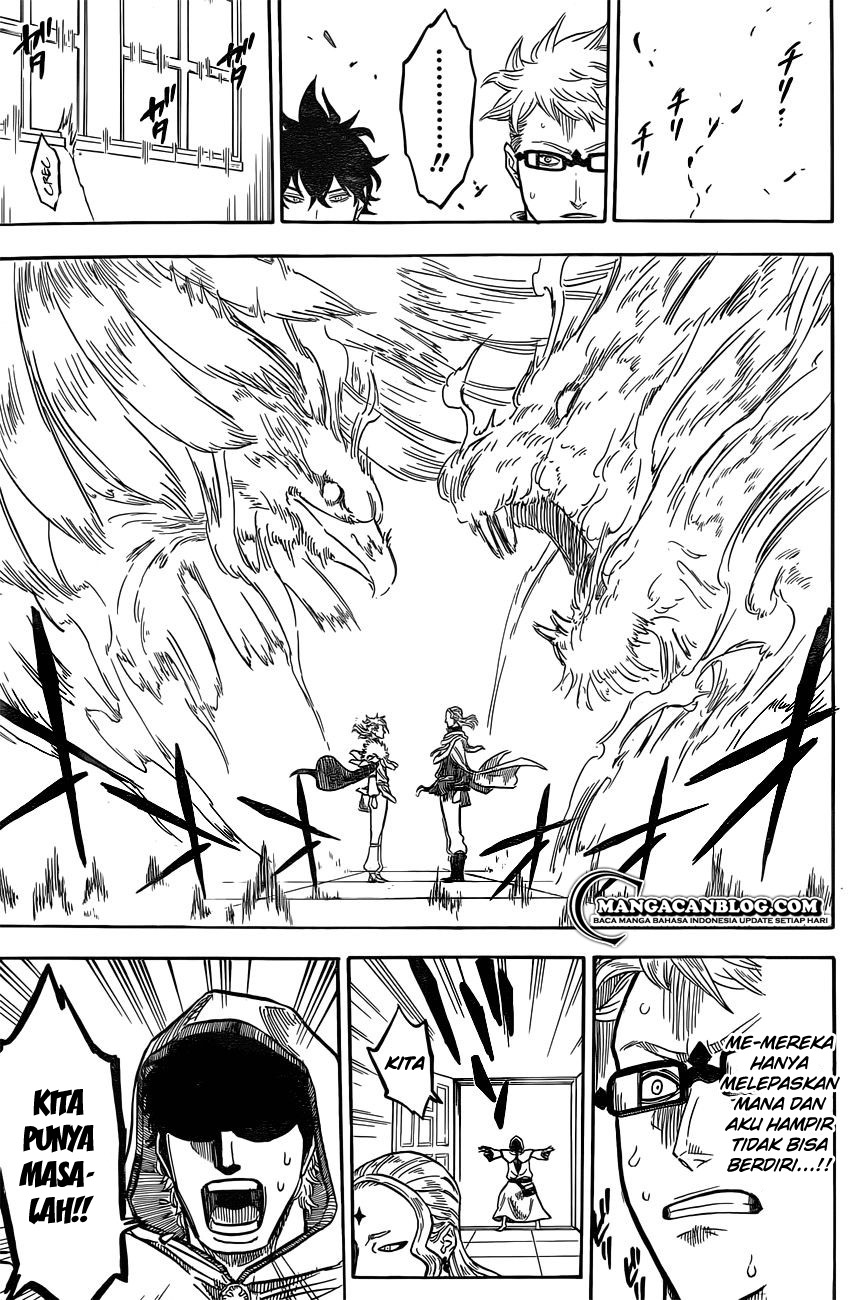 チリ
チリ
チリ…
………!!
ガタ
ガタ
ガタ
CREC
MANGACANBLOG.COM
BACA MANGA BAHASA INDONESIA UPDATE SETIAP HARI
ME-MEREKA
HANYA
MELEPASKAN
MANA DAN
AKU HAMPIR
TIDAK BISA
BERDIRI...!!
KITA
KITA
PUNYA
MASA-
LAH!!